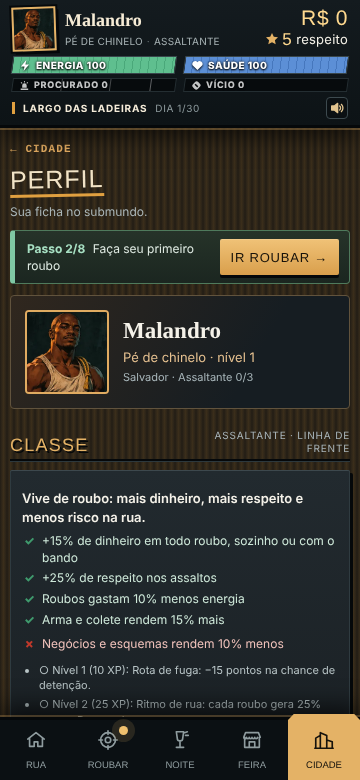 Malandro
R$ 0
PÉ DE CHINELO · ASSALTANTE
5 respeito
ENERGIA 100
SAÚDE 100
PROCURADO 0
VÍCIO 0
LARGO DAS LADEIRAS DIA 1/30
← CIDADE
PERFIL
Sua ficha no submundo.
Passo 2/8 Faça seu primeiro
roubo
IR ROUBAR →
Malandro
Pé de chinelo · nível 1
Salvador · Assaltante 0/3
CLASSE
ASSALTANTE · LINHA DE
FRENTE
Vive de roubo: mais dinheiro, mais respeito e
menos risco na rua.
✓ +15% de dinheiro em todo roubo, sozinho ou com o
bando
✓ +25% de respeito nos assaltos
✓ Roubos gastam 10% menos energia
✓ Arma e colete rendem 15% mais
× Negócios e esquemas rendem 10% menos
• ○ Nível 1 (10 XP): Rota de fuga: −15 pontos na chance de
detenção.
• ○ Nível 2 (25 XP): Ritmo de rua: cada roubo gera 25%
RUA
ROUBAR
NOITE
FEIRA
CIDADE